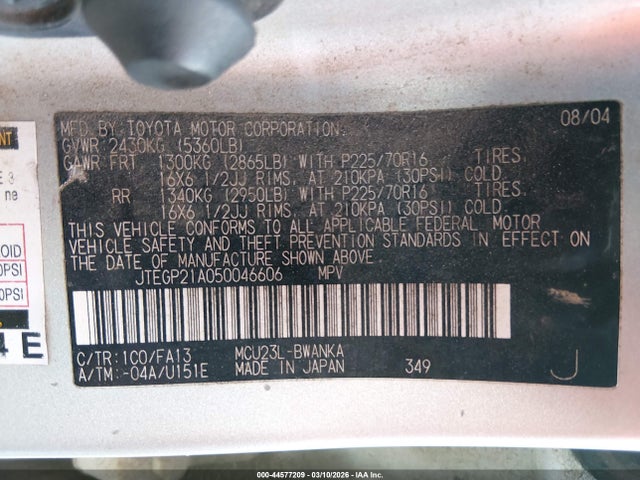 MFD. BY TOYOTA MOTOR CORPORATION 08/04
GVWR 2430KG (5360LB)
GAWR FRT 1300KG (2865LB) WITH P225/70R16 TIRES.
16X6 1/2JJ RIMS, AT 210KPA (30PSI) COLD.
RR 1340KG (2950LB) WITH P225/70R16 TIRES.
16X6 1/2JJ RIMS, AT 210KPA (30PSI) COLD.
THIS VEHICLE CONFORMS TO ALL APPLICABLE FEDERAL MOTOR
VEHICLE SAFETY AND THEFT PREVENTION STANDARDS IN EFFECT ON
THE DATE OF MANUFACTURE SHOWN ABOVE.
JTEGP21A050046606 MPV
C/TR: 1C0/FA13 MCU23L-BWANKA
A/TM: -04A/U151E MADE IN JAPAN 349 J
4E
000-44577209 - 03/10/2026 - IAA Inc.